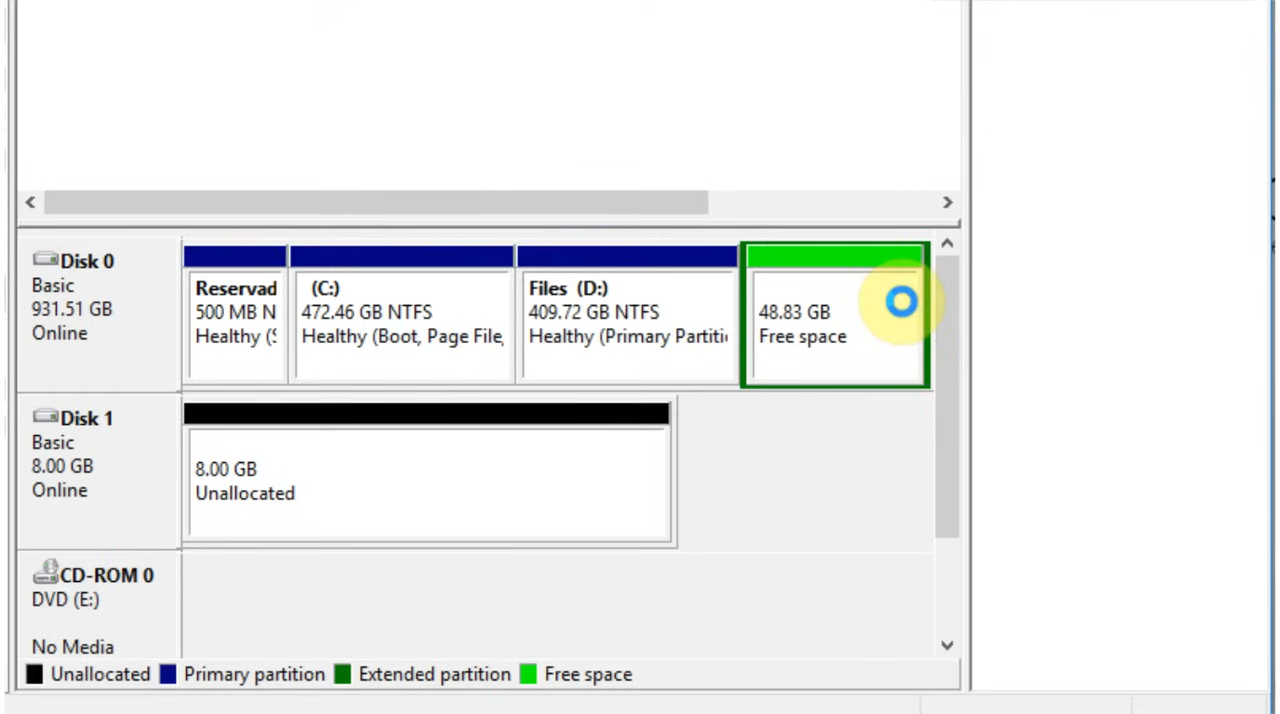 Disk 0
Basic
931.51 GB
Online
Reservad
500 MB N
Healthy (S
(C:)
472.46 GB NTFS
Healthy (Boot, Page File,
Files (D:)
409.72 GB NTFS
Healthy (Primary Partiti
48.83 GB
Free space
Disk 1
Basic
8.00 GB
Online
8.00 GB
Unallocated
CD-ROM 0
DVD (E:)
No Media
Unallocated Primary partition Extended partition Free space